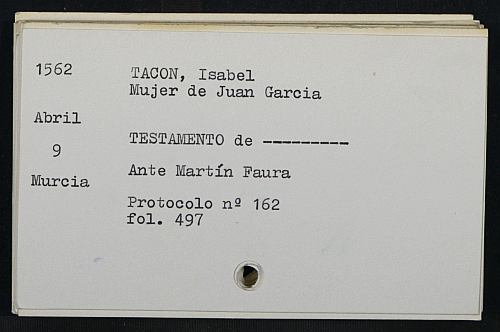 1562
TACON, Isabel
Mujer de Juan Garcia
Abril
9
Murcia
TESTAMENTO de ---------
Ante Martín Faura
Protocolo nº 162
fol. 497